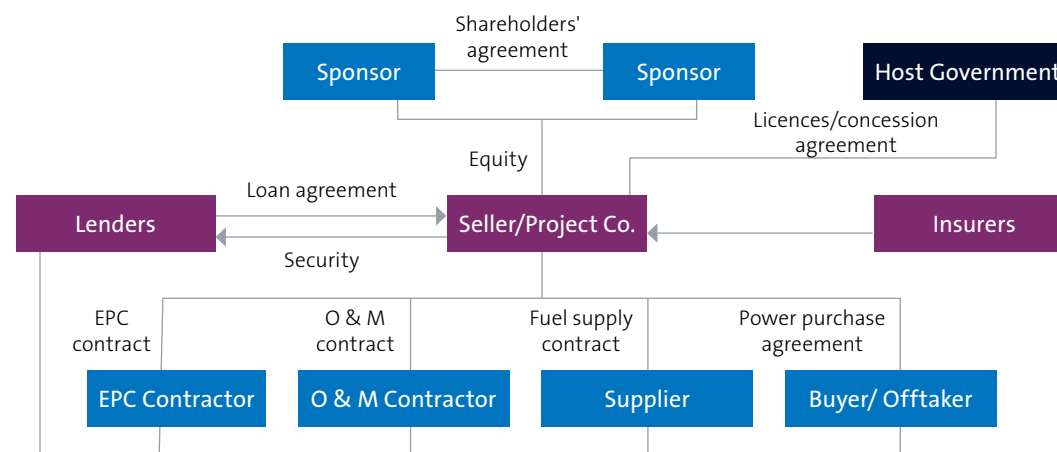 Shareholders'
agreement
Sponsor
Sponsor
Host Government
Licences/concession
agreement
Equity
Loan agreement
Lenders
Seller/Project Co.
Insurers
Security
EPC
contract
O & M
contract
Fuel supply
contract
Power purchase
agreement
EPC Contractor
O & M Contractor
Supplier
Buyer/ Offtaker